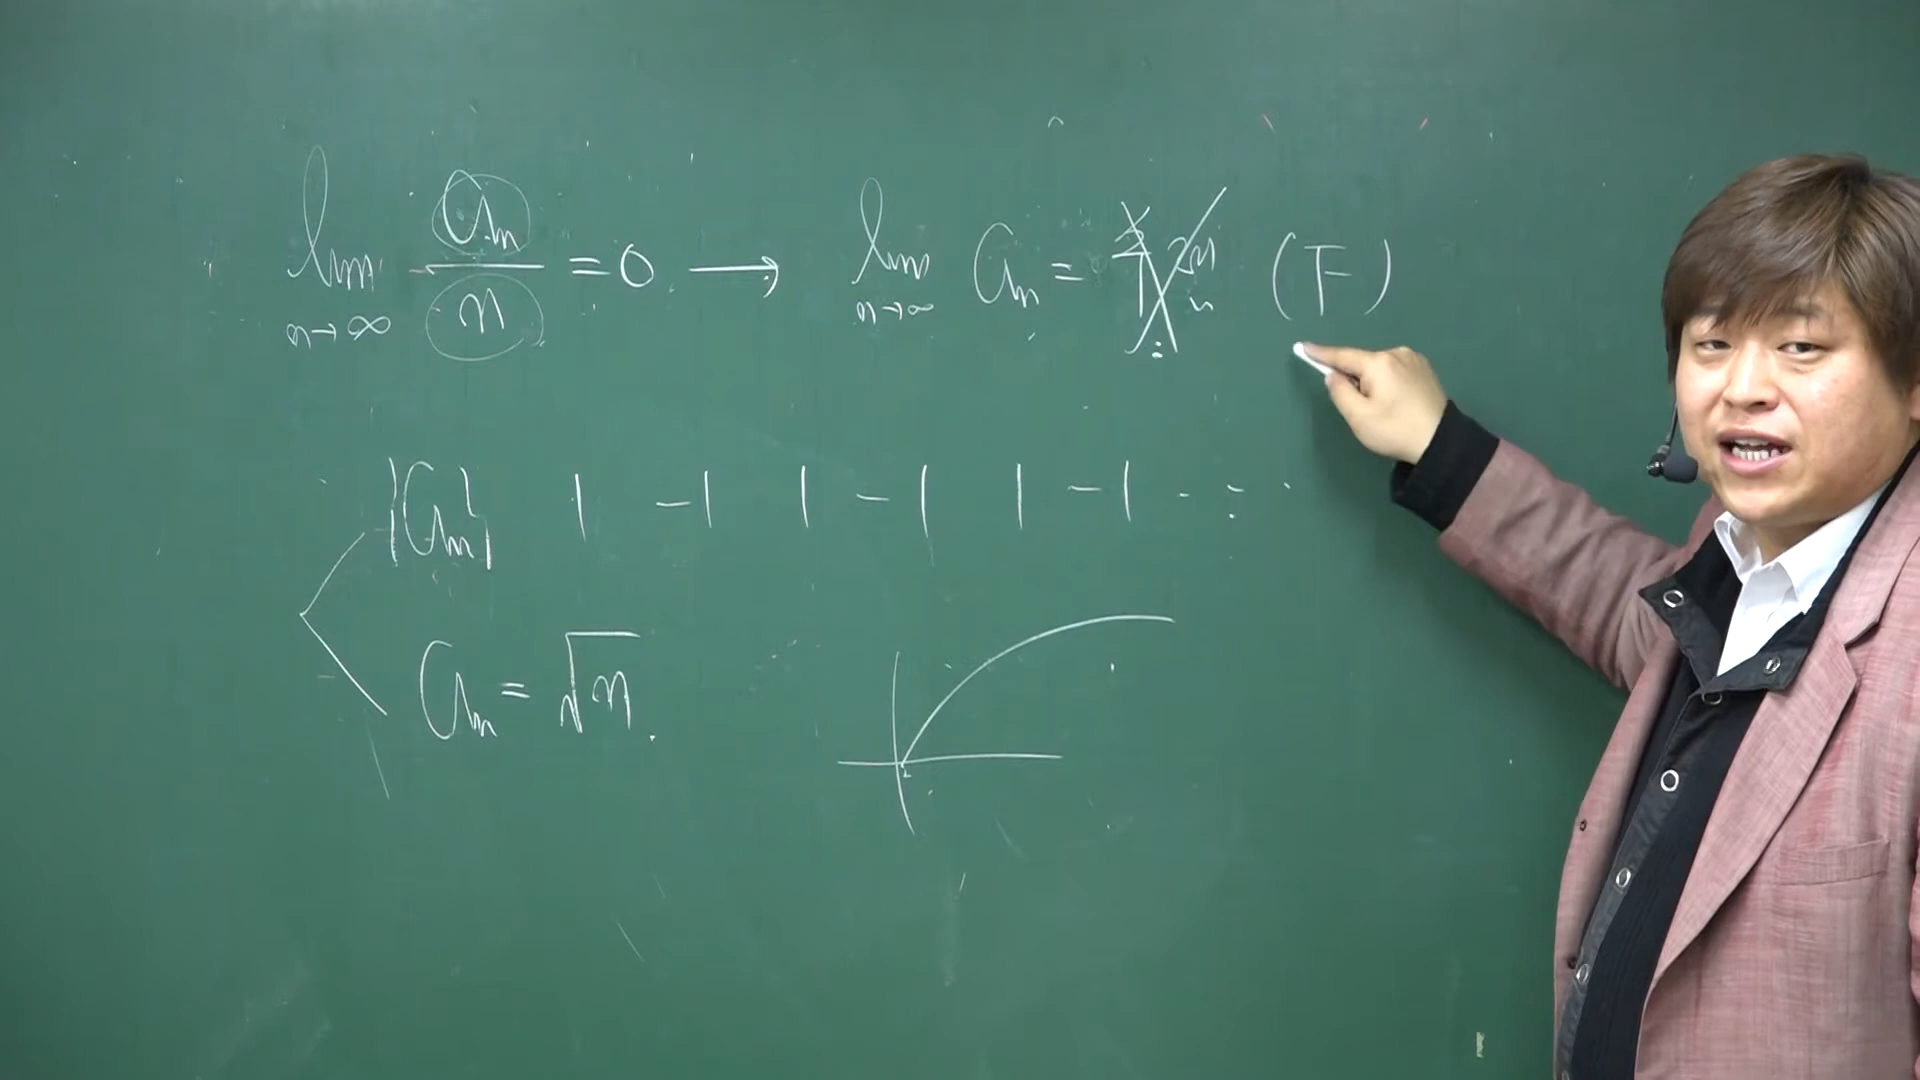 lim n→∞ an/n = 0 → lim n→∞ an = (F)
{an} 1 -1 1 -1 1 -1 ...
an = √n